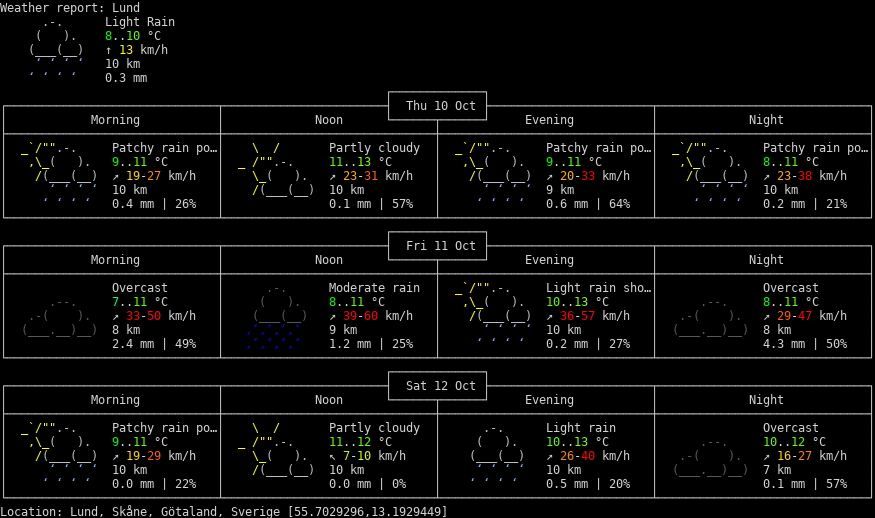 Weather report: Lund
Light Rain
8..10 °C
↑ 13 km/h
10 km
0.3 mm
Thu 10 Oct
Morning Noon Evening Night
Patchy rain po… Partly cloudy Patchy rain po… Patchy rain po…
9..11 °C 11..13 °C 9..11 °C 8..11 °C
↗ 19-27 km/h ↗ 23-31 km/h ↗ 20-33 km/h ↗ 23-38 km/h
10 km 10 km 9 km 10 km
0.4 mm | 26% 0.1 mm | 57% 0.6 mm | 64% 0.2 mm | 21%
Fri 11 Oct
Morning Noon Evening Night
Overcast Moderate rain Light rain sho… Overcast
7..11 °C 8..11 °C 10..13 °C 8..11 °C
↗ 33-50 km/h ↗ 39-60 km/h ↗ 36-57 km/h ↗ 29-47 km/h
8 km 9 km 10 km 8 km
2.4 mm | 49% 1.2 mm | 25% 0.2 mm | 27% 4.3 mm | 50%
Sat 12 Oct
Morning Noon Evening Night
Patchy rain po… Partly cloudy Light rain Overcast
9..11 °C 11..12 °C 10..13 °C 10..12 °C
↗ 19-29 km/h ↖ 7-10 km/h ↗ 26-40 km/h ↗ 16-27 km/h
10 km 10 km 10 km 7 km
0.0 mm | 22% 0.0 mm | 0% 0.5 mm | 20% 0.1 mm | 57%
Location: Lund, Skåne, Götaland, Sverige [55.7029296,13.1929449]